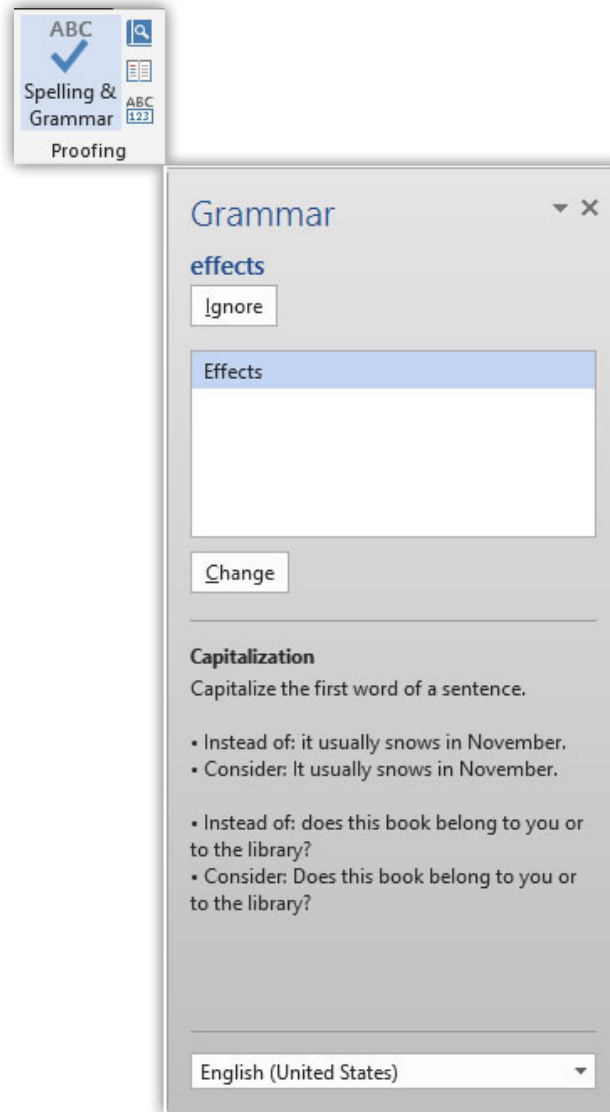 ABC
Spelling &
Grammar
ABC
123
Proofing
Grammar
effects
Ignore
Effects
Change
Capitalization
Capitalize the first word of a sentence.
• Instead of: it usually snows in November.
• Consider: It usually snows in November.
• Instead of: does this book belong to you or
to the library?
• Consider: Does this book belong to you or
to the library?
English (United States)